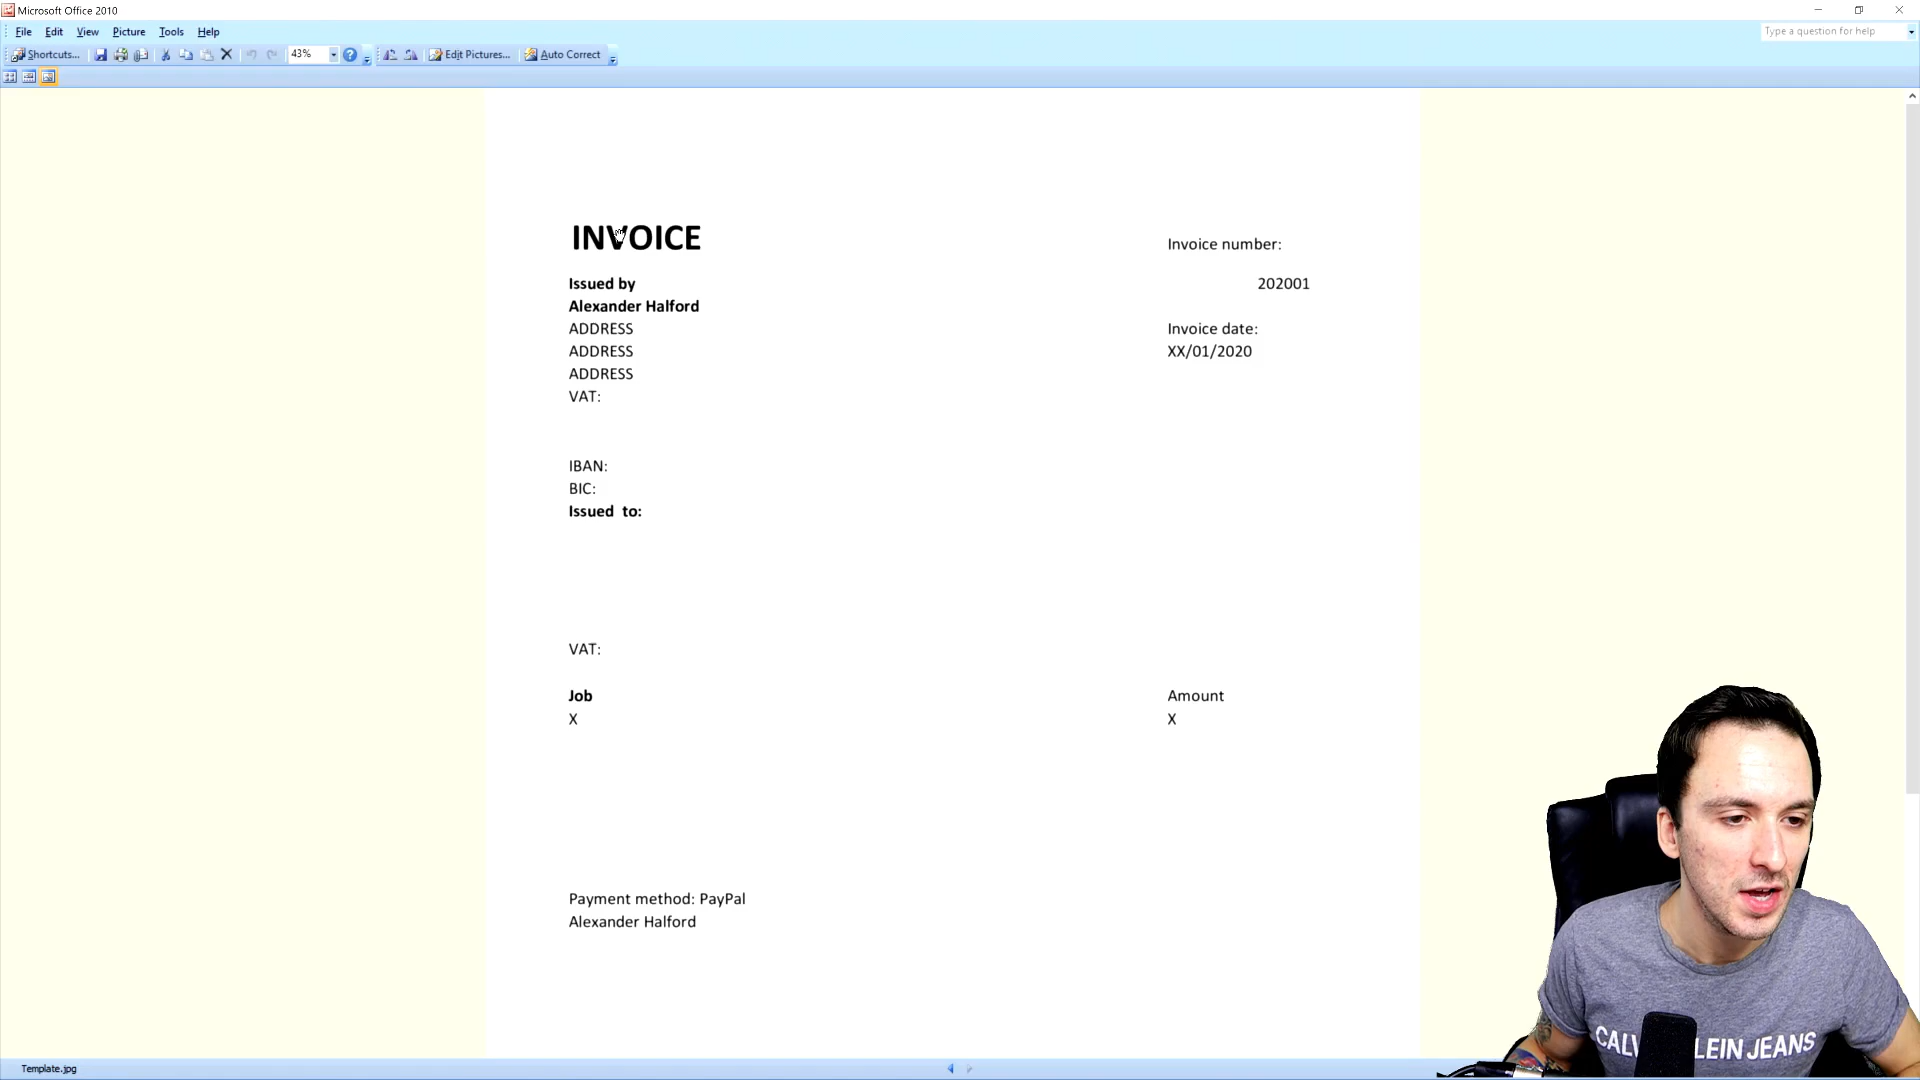 Microsoft Office 2010
File Edit View Picture Tools Help
Type a question for help
Shortcuts... 43% Edit Pictures... Auto Correct
INVOICE
Invoice number:
Issued by
202001
Alexander Halford
ADDRESS
Invoice date:
ADDRESS
XX/01/2020
ADDRESS
VAT:
IBAN:
BIC:
Issued to:
VAT:
Job
Amount
X
X
Payment method: PayPal
Alexander Halford
LEIN JEANS
Template.jpg